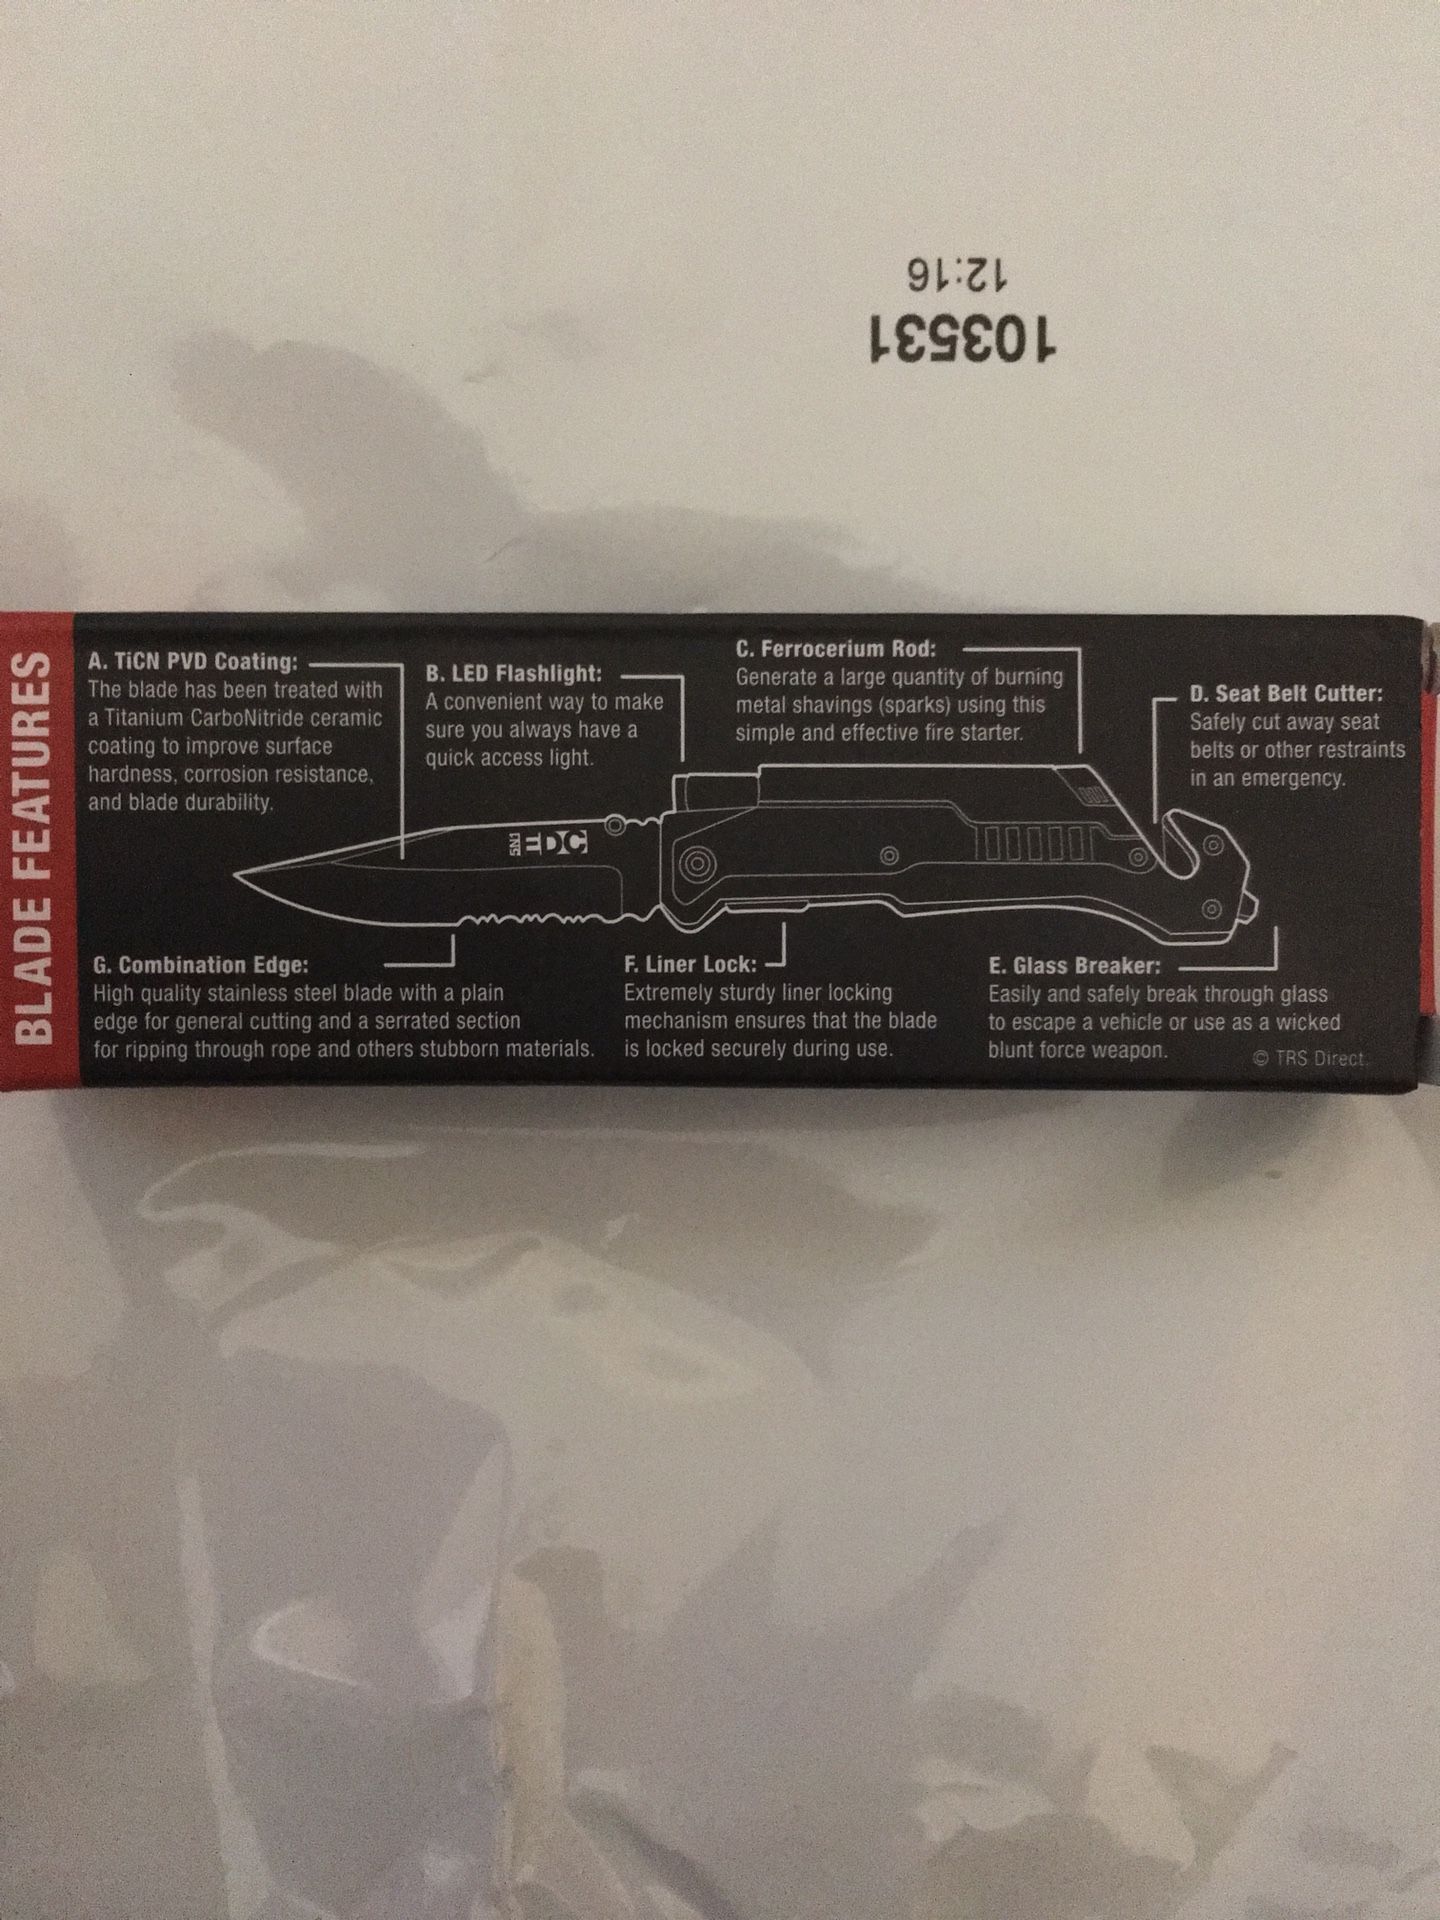 12:16
103531
BLADE FEATURES
A. TiCN PVD Coating:
The blade has been treated with
a Titanium CarboNitride ceramic
coating to improve surface
hardness, corrosion resistance,
and blade durability.
B. LED Flashlight:
A convenient way to make
sure you always have a
quick access light.
C. Ferrocerium Rod:
Generate a large quantity of burning
metal shavings (sparks) using this
simple and effective fire starter.
D. Seat Belt Cutter:
Safely cut away seat
belts or other restraints
in an emergency.
5N1 EDC
G. Combination Edge:
High quality stainless steel blade with a plain
edge for general cutting and a serrated section
for ripping through rope and others stubborn materials.
F. Liner Lock:
Extremely sturdy liner locking
mechanism ensures that the blade
is locked securely during use.
E. Glass Breaker:
Easily and safely break through glass
to escape a vehicle or use as a wicked
blunt force weapon.
© TRS Direct.